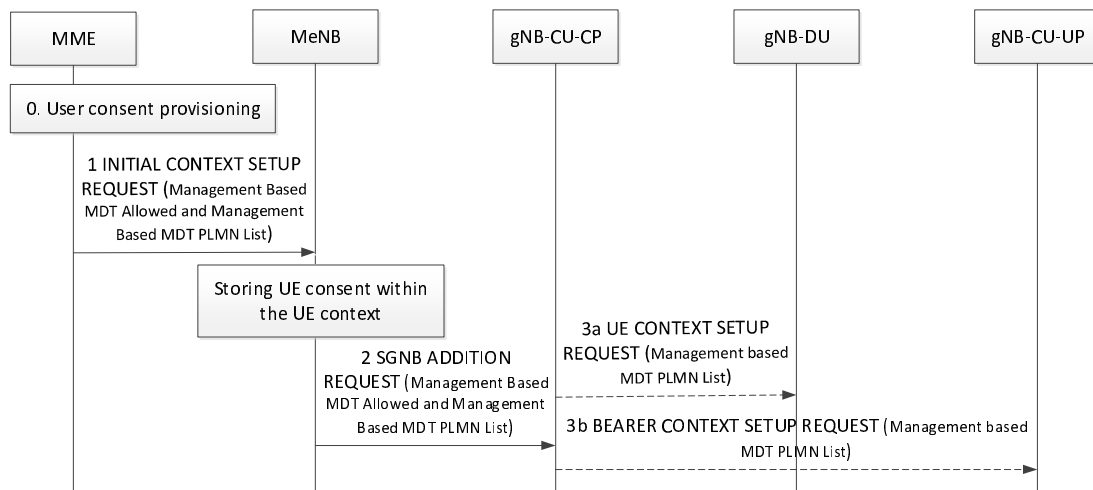 MME
MeNB
gNB-CU-CP
gNB-DU
gNB-CU-UP
0. User consent provisioning
1 INITIAL CONTEXT SETUP
REQUEST (Management Based
MDT Allowed and Management
Based MDT PLMN List)
Storing UE consent within
the UE context
2 SGNB ADDITION
REQUEST (Management Based
MDT Allowed and Management
Based MDT PLMN List)
3a UE CONTEXT SETUP
REQUEST (Management based
MDT PLMN List)
3b BEARER CONTEXT SETUP REQUEST (Management based
MDT PLMN List)